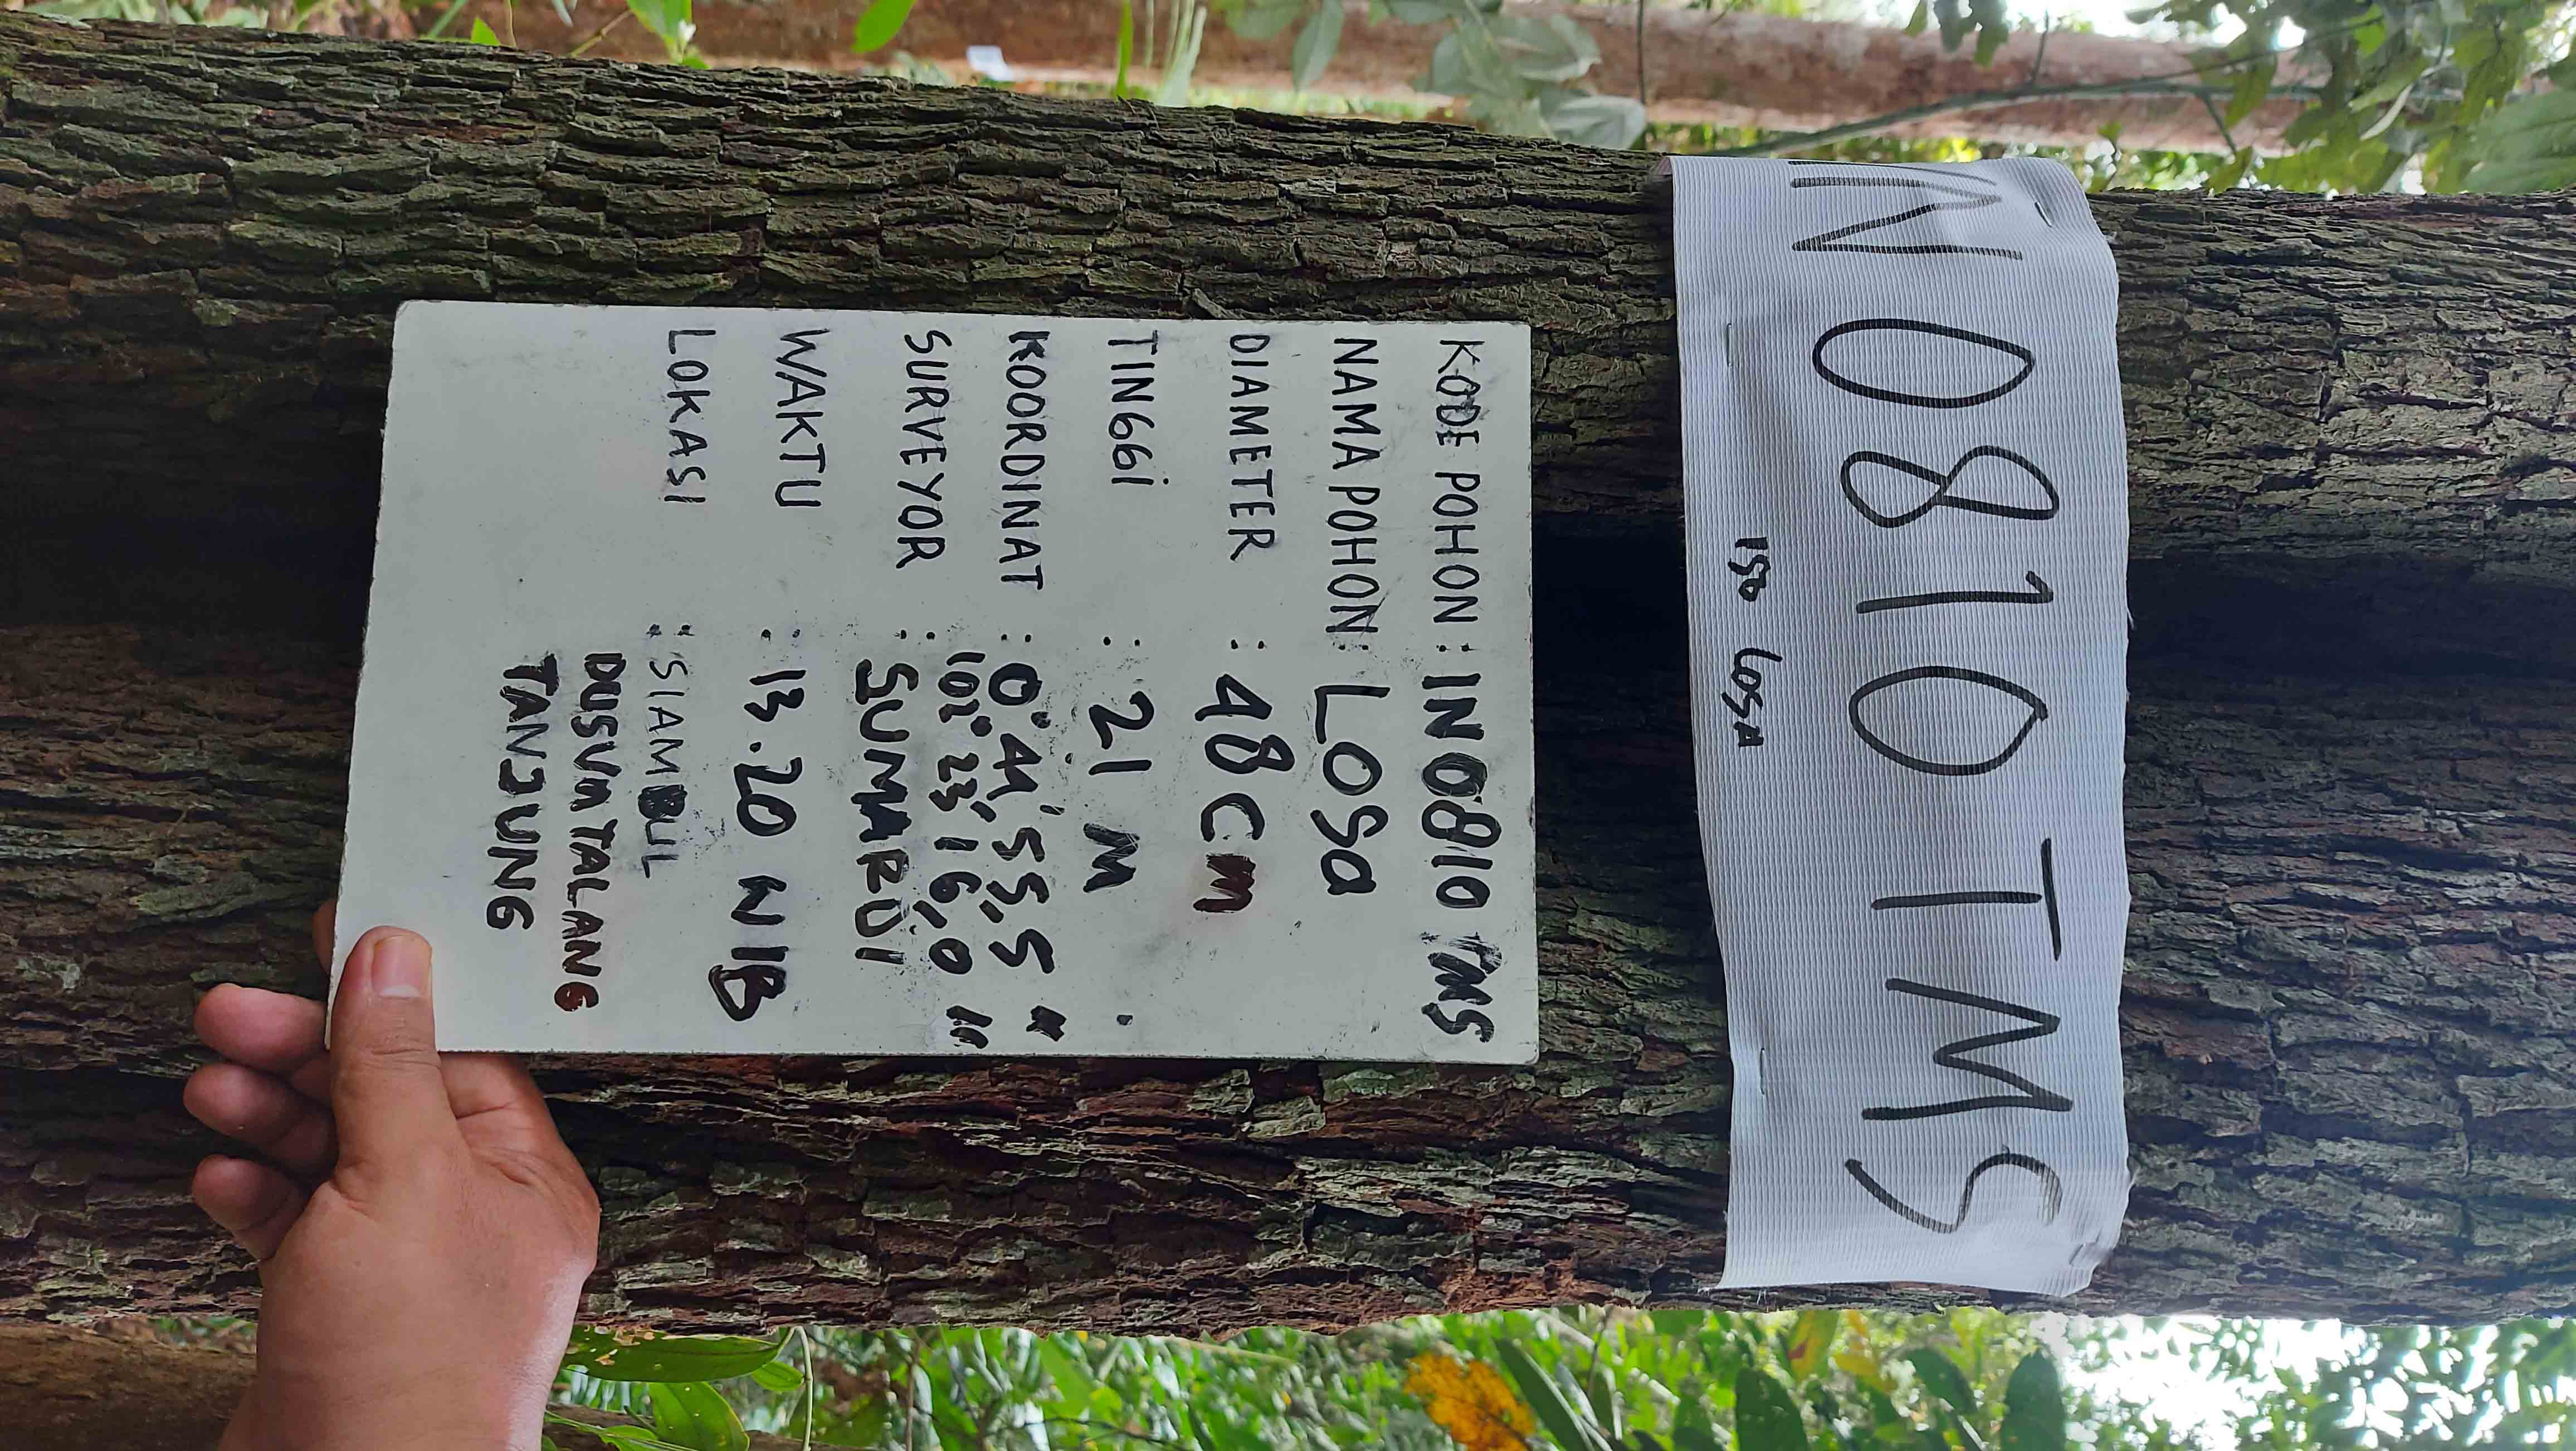 IN 0810 TMS
150 Losa
KODE POHON : IN0810 TMS
NAMA POHON : LOSa
DIAMETER : 48 cm
TINGGi : 21 M
KOORDINAT : 0° 44' 55,5 "
102° 23' 16,0 "
SURVEYOR : SUMARDI
WAKTU : 13.20 WIB
LOKASI : SIAMBUL
DUSUn TALANG
TANJUNG